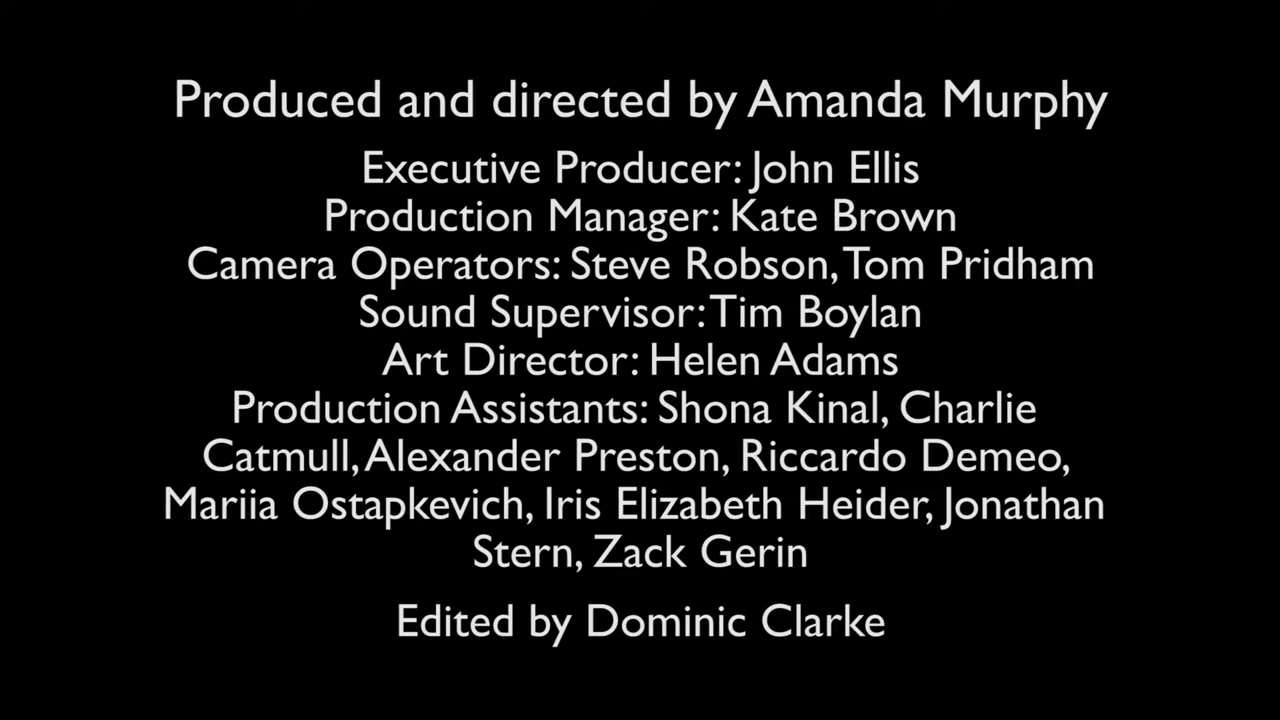 Produced and directed by Amanda Murphy
Executive Producer: John Ellis
Production Manager: Kate Brown
Camera Operators: Steve Robson, Tom Pridham
Sound Supervisor: Tim Boylan
Art Director: Helen Adams
Production Assistants: Shona Kinal, Charlie
Catmull, Alexander Preston, Riccardo Demeo,
Mariia Ostapkevich, Iris Elizabeth Heider, Jonathan
Stern, Zack Gerin
Edited by Dominic Clarke